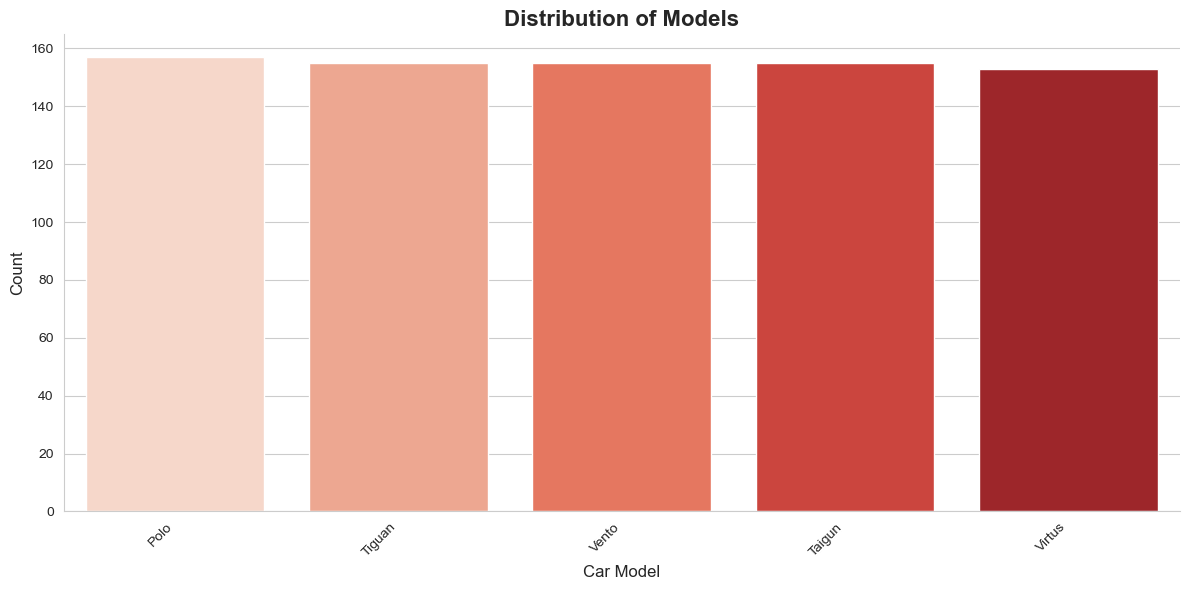 Distribution of Models
160
140
120
100
80
60
40
20
0
Count
Polo
Tiguan
Vento
Taigun
Virtus
Car Model